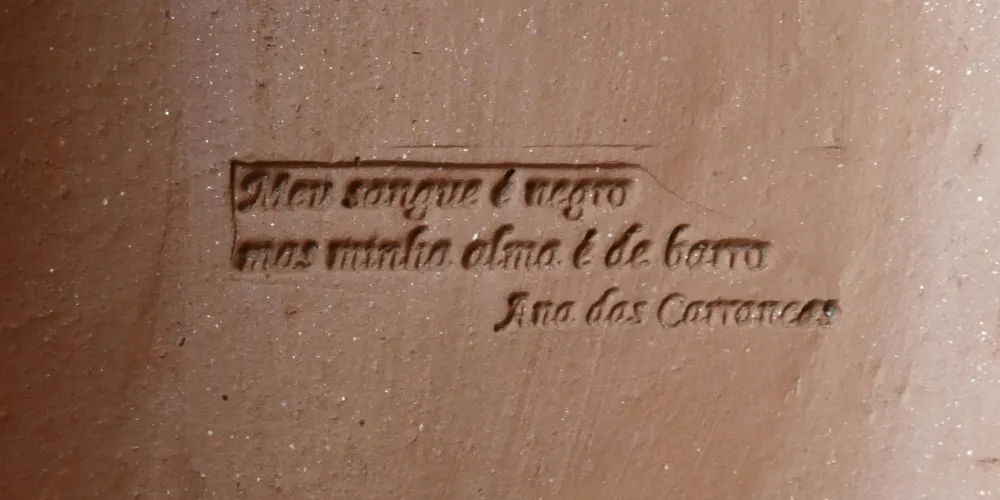 Meu sangue é negro
mas minha alma é de barro
Ana das Carrancas